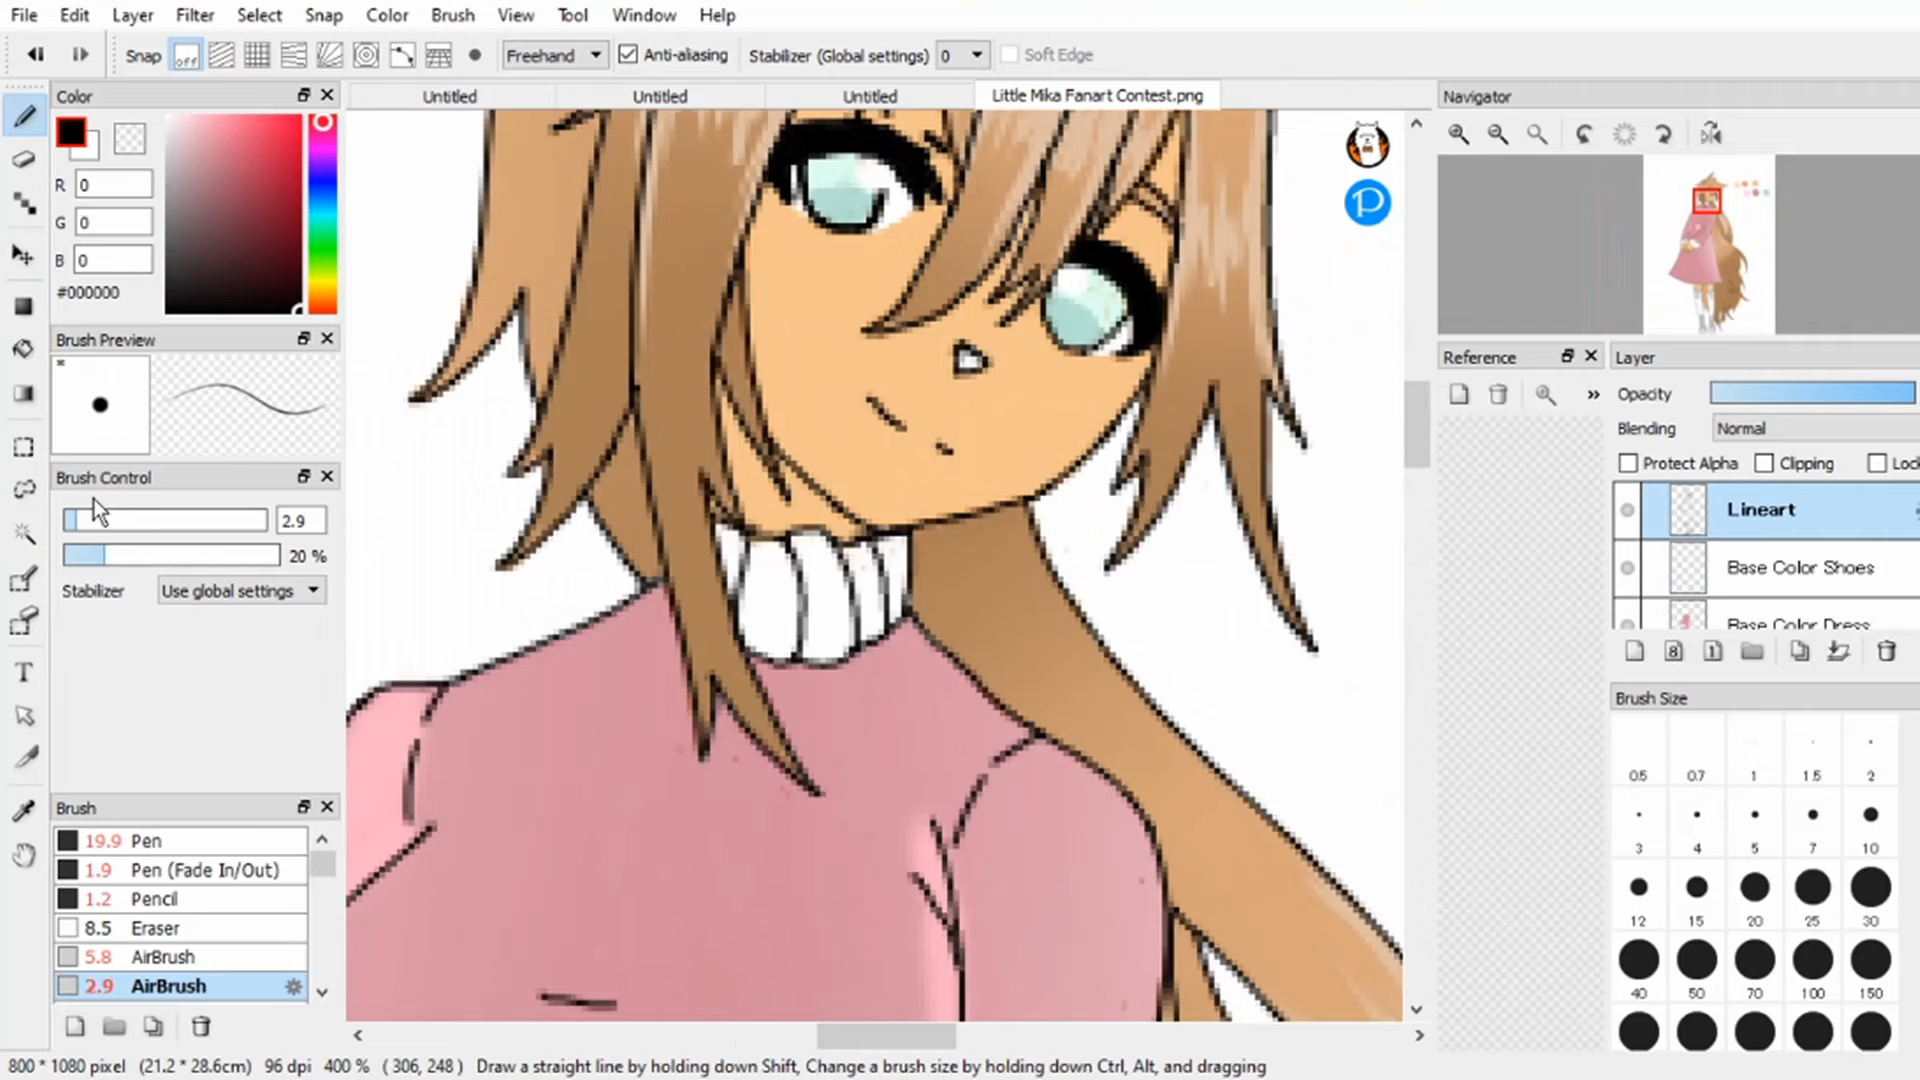 File Edit Layer Filter Select Snap Color Brush View Tool Window Help
Snap off Freehand Anti-aliasing Stabilizer (Global settings) 0 Soft Edge
Color
R 0
G 0
B 0
#000000
Brush Preview
*
Brush Control
2.9
20 %
Stabilizer Use global settings
Brush
19.9 Pen
1.9 Pen (Fade In/Out)
1.2 Pencil
8.5 Eraser
5.8 AirBrush
2.9 AirBrush
T
Untitled Untitled Untitled Little Mika Fanart Contest.png
P
Navigator
Reference
»
Layer
Opacity
Blending Normal
Protect Alpha Clipping Lock
Lineart
Base Color Shoes
Base Color Dress
8 1
Brush Size
0.5 0.7 1 1.5 2
3 4 5 7 10
12 15 20 25 30
40 50 70 100 150
800 * 1080 pixel (21.2 * 28.6cm) 96 dpi 400 % ( 306, 248 ) Draw a straight line by holding down Shift, Change a brush size by holding down Ctrl, Alt, and dragging